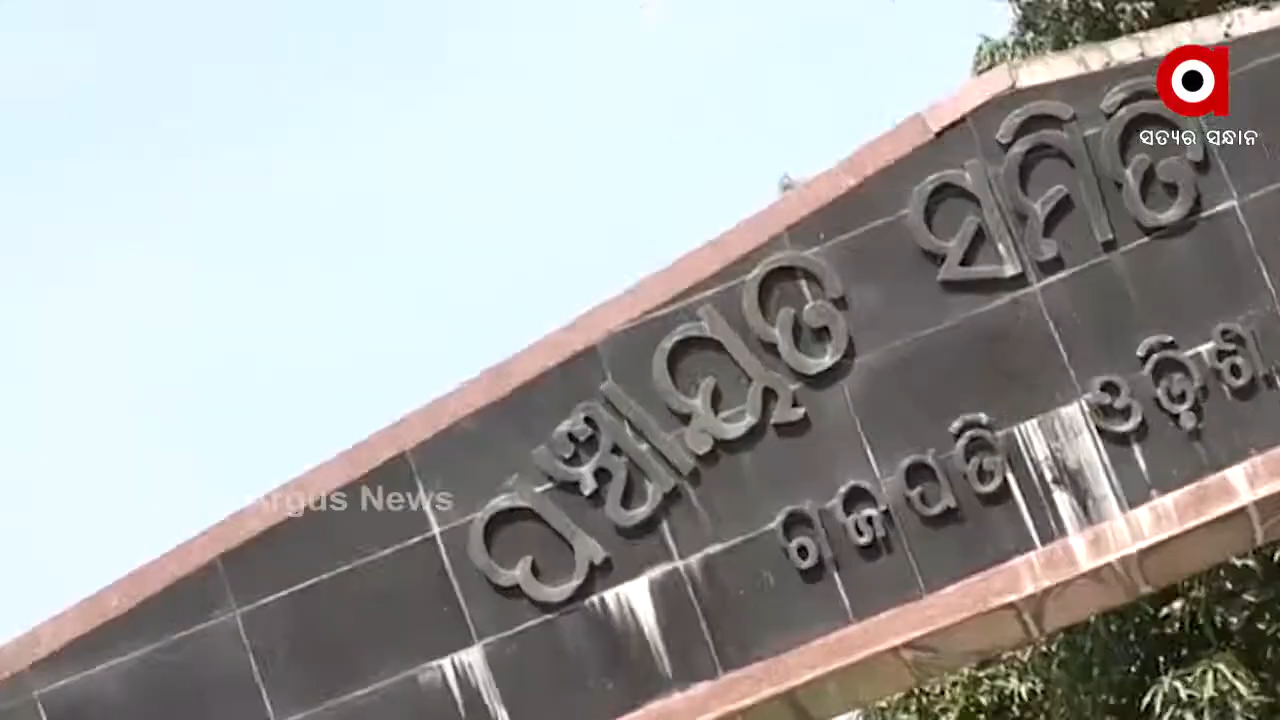 ସତ୍ୟର ସନ୍ଧାନ
ପଞ୍ଚାୟତ ସମିତି
ଗଜପତି ଓଡ଼ିଶା
Argus News